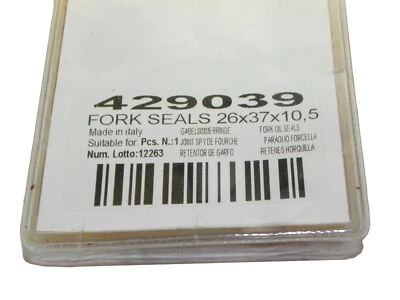 429039
FORK SEALS 26x37x10,5
Made in italy GABELSIMMERRINGE FORK OIL SEALS
Suitable for: Pcs. N.:1 JOINT SPY DE FOURCHE PARAOLIO FORCELLA
Num. Lotto:12263 RETENTOR DE GARFO RETENES HORQUILLA